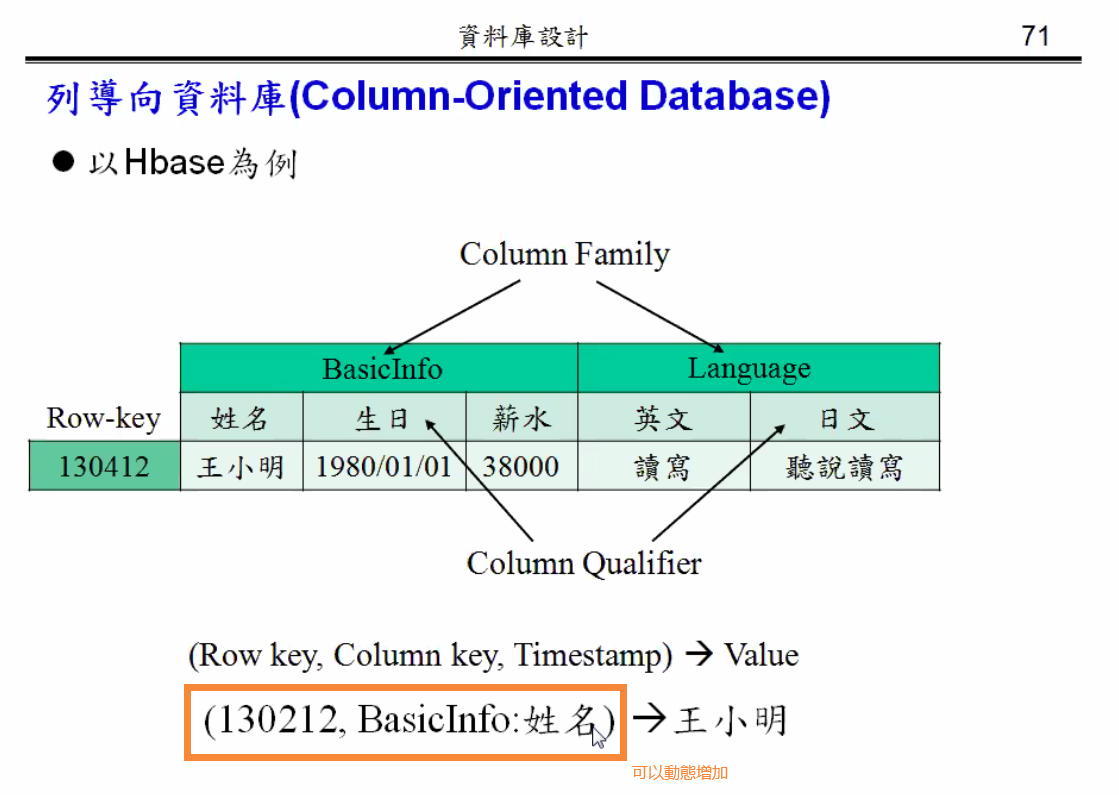 資料庫設計 71
列導向資料庫(Column-Oriented Database)
● 以Hbase為例
Column Family
BasicInfo Language
Row-key 姓名 生日 薪水 英文 日文
130412 王小明 1980/01/01 38000 讀寫 聽說讀寫
Column Qualifier
(Row key, Column key, Timestamp) → Value
(130212, BasicInfo:姓名) →王小明
可以動態增加